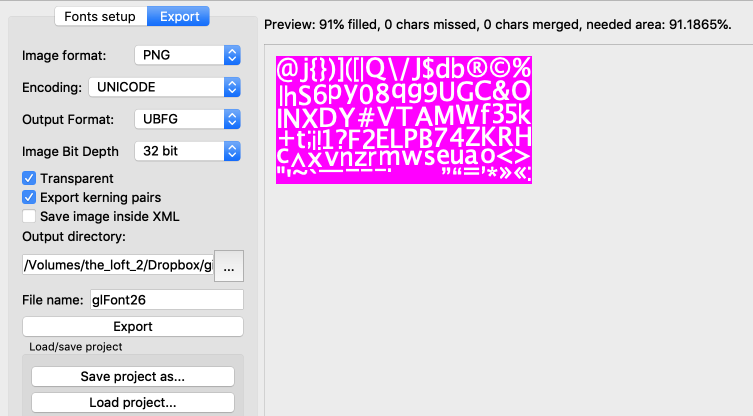 Fonts setup Export
Preview: 91% filled, 0 chars missed, 0 chars merged, needed area: 91.1865%.
Image format: PNG
Encoding: UNICODE
Output Format: UBFG
Image Bit Depth 32 bit
Transparent
Export kerning pairs
Save image inside XML
Output directory:
/Volumes/the_loft_2/Dropbox/gi ...
File name: glFont26
Export
Load/save project
Save project as...
Load project...
@j{})]([|Q\/J$db®©%
lhS6py08qg9UGC&O
INXDY#VTAMWf35k
+t;i!1?F2ELPB74ZKRH
c^xvnzrmwseuao<>